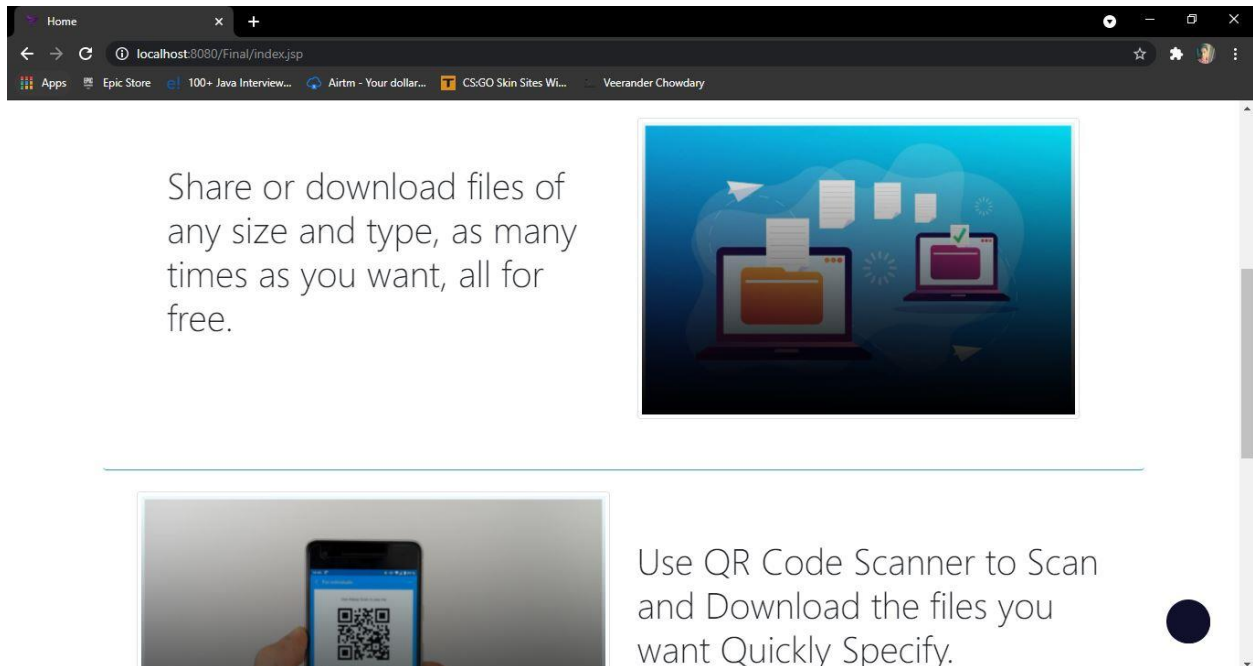 Home
localhost:8080/Final/index.jsp
Apps Epic Store 100+ Java Interview... Airtm - Your dollar... CS:GO Skin Sites Wi... Veerander Chowdary
Share or download files of
any size and type, as many
times as you want, all for
free.
Use QR Code Scanner to Scan
and Download the files you
want Quickly Specify.